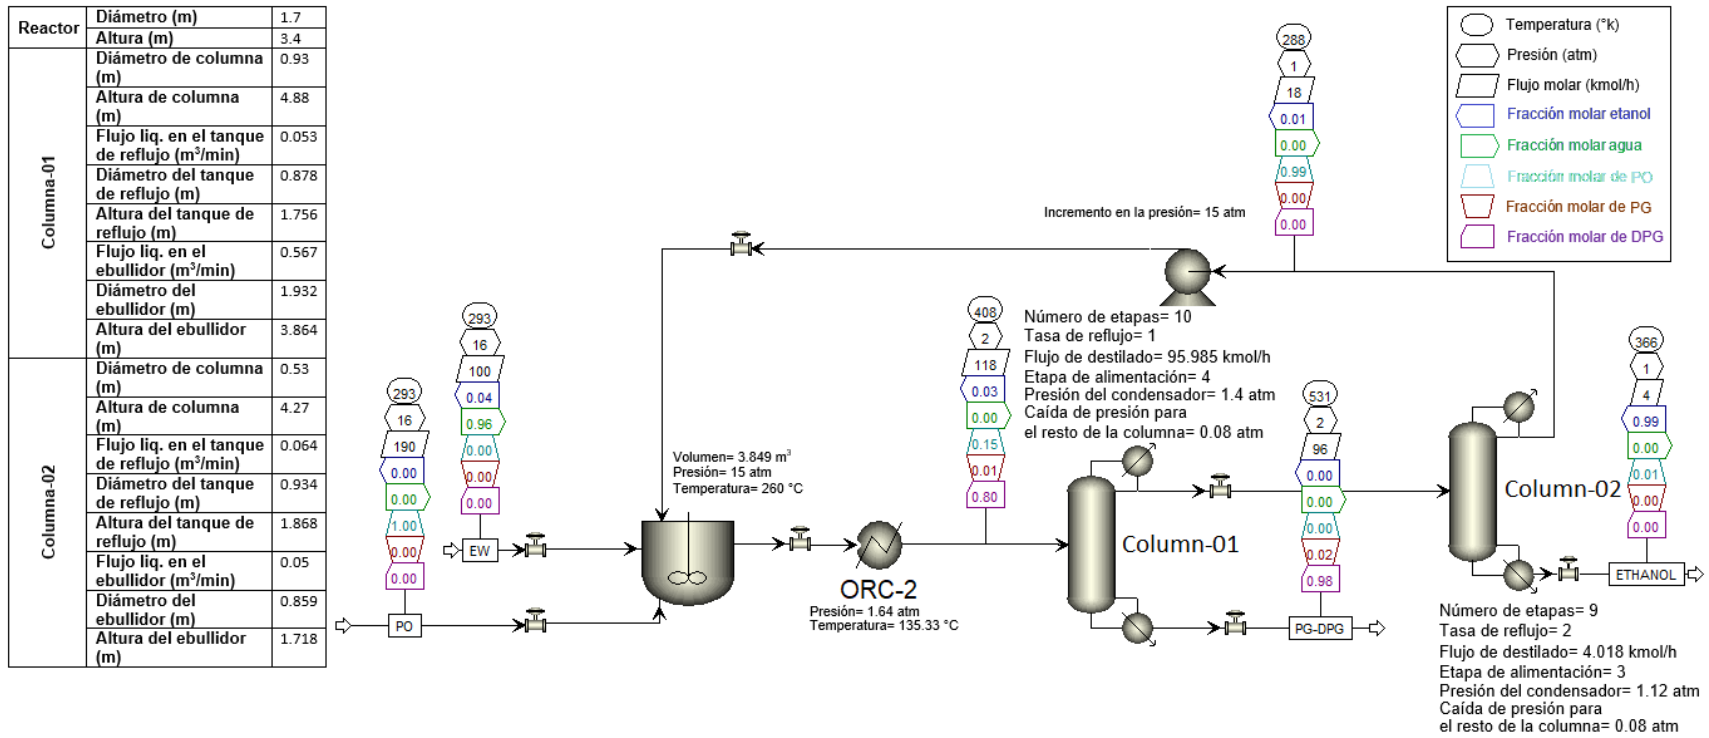 Reactor
Diámetro (m) 1.7
Altura (m) 3.4
Columna-01
Diámetro de columna 0.93
(m)
Altura de columna 4.88
(m)
Flujo liq. en el tanque 0.053
de reflujo (m³/min)
Diámetro del tanque 0.878
de reflujo (m)
Altura del tanque de 1.756
reflujo (m)
Flujo liq. en el 0.567
ebullidor (m³/min)
Diámetro del 1.932
ebullidor (m)
Altura del ebullidor 3.864
(m)
Columna-02
Diámetro de columna 0.53
(m)
Altura de columna 4.27
(m)
Flujo liq. en el tanque 0.064
de reflujo (m³/min)
Diámetro del tanque 0.934
de reflujo (m)
Altura del tanque de 1.868
reflujo (m)
Flujo liq. en el 0.05
ebullidor (m³/min)
Diámetro del 0.859
ebullidor (m)
Altura del ebullidor 1.718
(m)
293
16
190
0.00
0.00
1.00
0.00
0.00
PO
293
16
100
0.04
0.96
0.00
0.00
0.00
EW
Volumen= 3.849 m³
Presión= 15 atm
Temperatura= 260 °C
ORC-2
Presión= 1.64 atm
Temperatura= 135.33 °C
408
2
118
0.03
0.00
0.15
0.01
0.80
Número de etapas= 10
Tasa de reflujo= 1
Flujo de destilado= 95.985 kmol/h
Etapa de alimentación= 4
Presión del condensador= 1.4 atm
Caída de presión para
el resto de la columna= 0.08 atm
Column-01
Incremento en la presión= 15 atm
288
1
18
0.01
0.00
0.99
0.00
0.00
531
2
96
0.00
0.00
0.00
0.02
0.98
PG-DPG
Column-02
366
1
4
0.99
0.00
0.01
0.00
0.00
ETHANOL
Número de etapas= 9
Tasa de reflujo= 2
Flujo de destilado= 4.018 kmol/h
Etapa de alimentación= 3
Presión del condensador= 1.12 atm
Caída de presión para
el resto de la columna= 0.08 atm
Temperatura (°k)
Presión (atm)
Flujo molar (kmol/h)
Fracción molar etanol
Fracción molar agua
Fracción molar de PO
Fracción molar de PG
Fracción molar de DPG